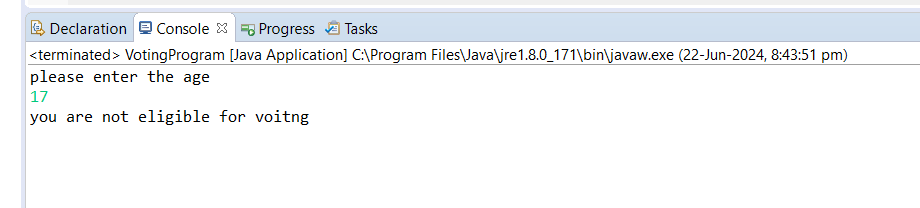 Declaration Console Progress Tasks
<terminated> VotingProgram [Java Application] C:\Program Files\Java\jre1.8.0_171\bin\javaw.exe (22-Jun-2024, 8:43:51 pm)
please enter the age
17
you are not eligible for voitng